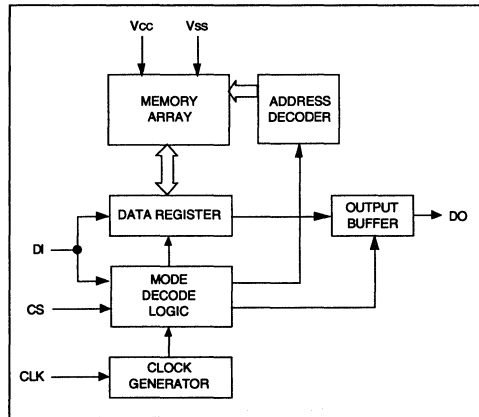 Vcc Vss
MEMORY
ARRAY
ADDRESS
DECODER
DATA REGISTER
OUTPUT
BUFFER
DO
DI
MODE
DECODE
LOGIC
CS
CLK
CLOCK
GENERATOR